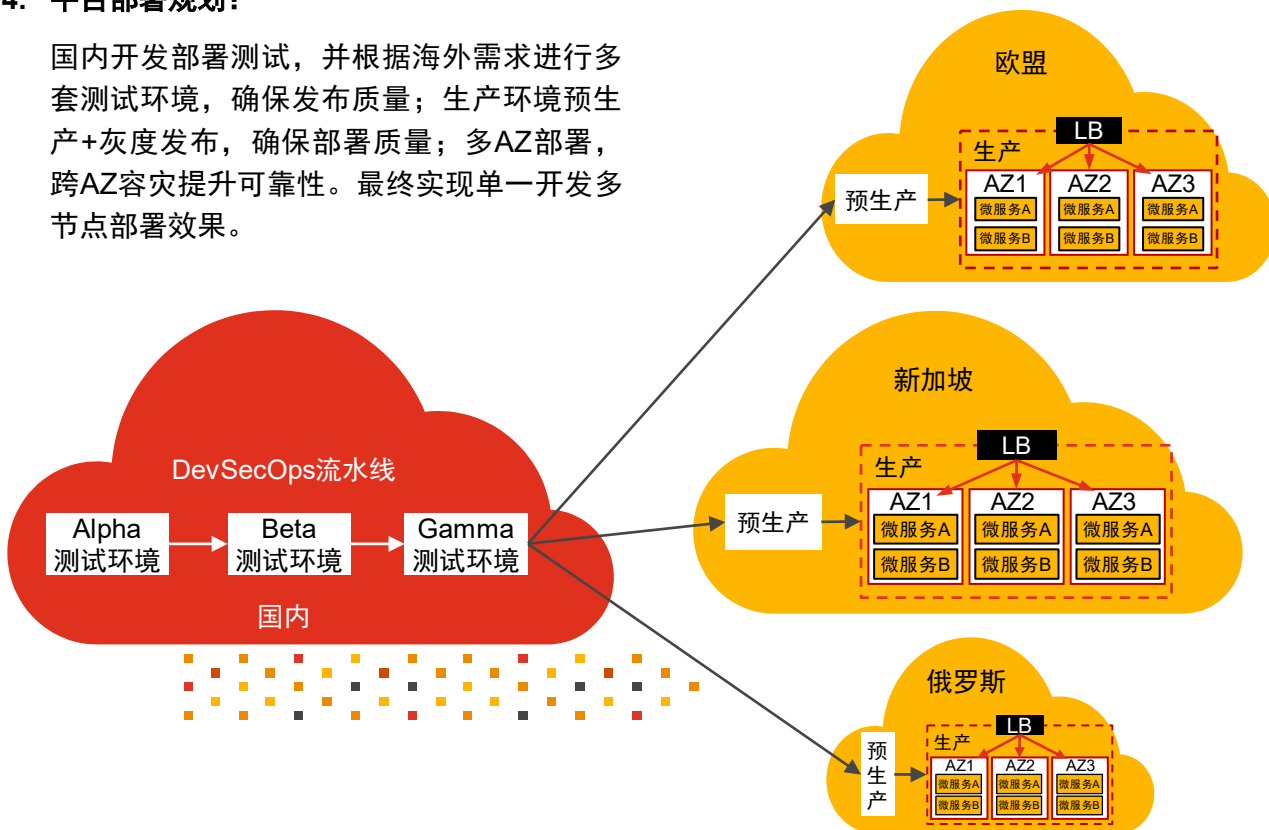 4. 平台部署规划：
国内开发部署测试，并根据海外需求进行多
套测试环境，确保发布质量；生产环境预生
产+灰度发布，确保部署质量；多AZ部署，
跨AZ容灾提升可靠性。最终实现单一开发多
节点部署效果。
欧盟
LB
生产
预生产
AZ1 AZ2 AZ3
微服务A 微服务A 微服务A
微服务B 微服务B 微服务B
新加坡
LB
生产
预生产
AZ1 AZ2 AZ3
微服务A 微服务A 微服务A
微服务B 微服务B 微服务B
DevSecOps流水线
Alpha Beta Gamma
测试环境 测试环境 测试环境
国内
俄罗斯
LB
生产
预
生
产
AZ1 AZ2 AZ3
微服务A 微服务A 微服务A
微服务B 微服务B 微服务B